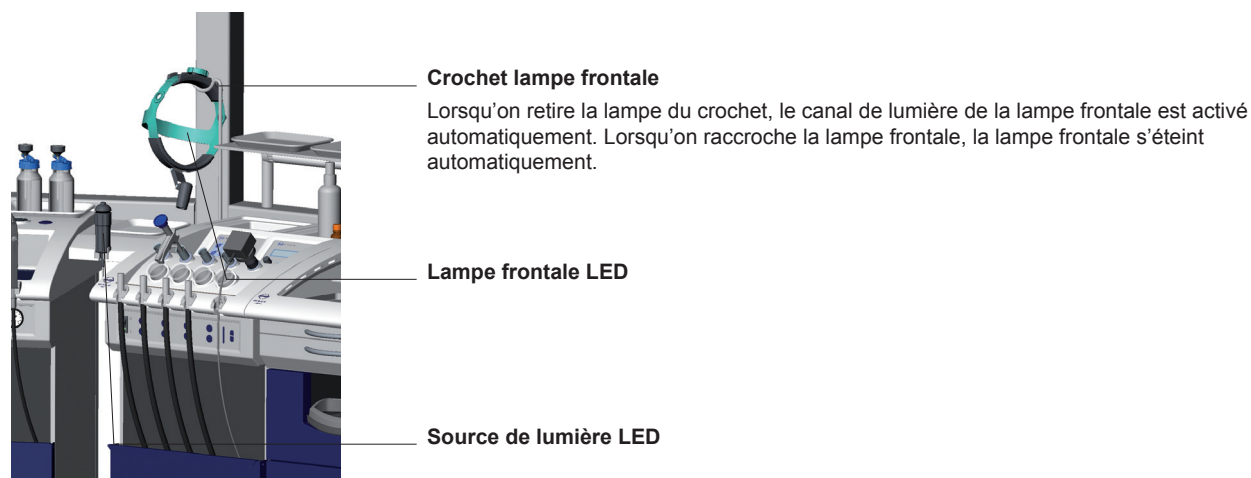 Crochet lampe frontale
Lorsqu’on retire la lampe du crochet, le canal de lumière de la lampe frontale est activé
automatiquement. Lorsqu’on raccroche la lampe frontale, la lampe frontale s’éteint
automatiquement.
Lampe frontale LED
Source de lumière LED